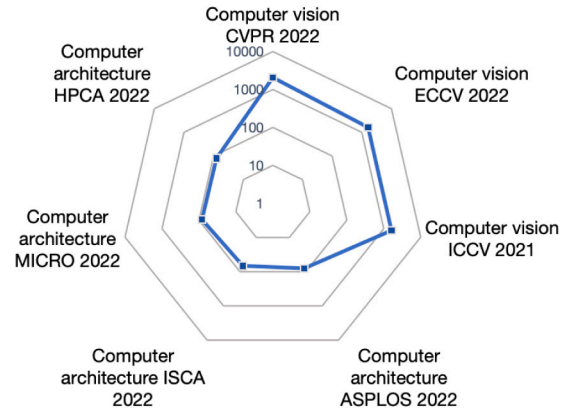 Computer vision
CVPR 2022
Computer vision
ECCV 2022
Computer vision
ICCV 2021
Computer
architecture
ASPLOS 2022
Computer
architecture ISCA
2022
Computer
architecture
MICRO 2022
Computer
architecture
HPCA 2022
10000
1000
100
10
1